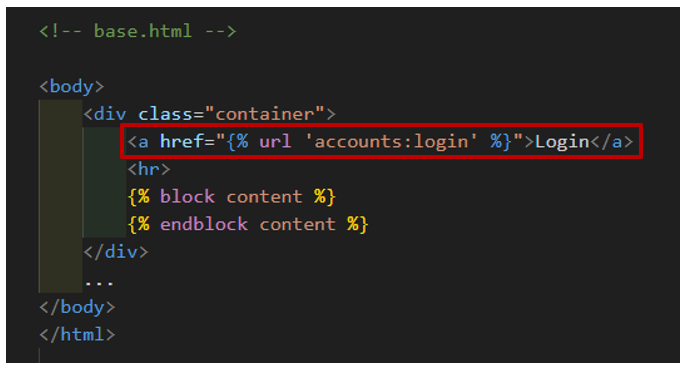 <!-- base.html -->
<body>
<div class="container">
<a href="{% url 'accounts:login' %}">Login</a>
<hr>
{% block content %}
{% endblock content %}
</div>
...
</body>
</html>